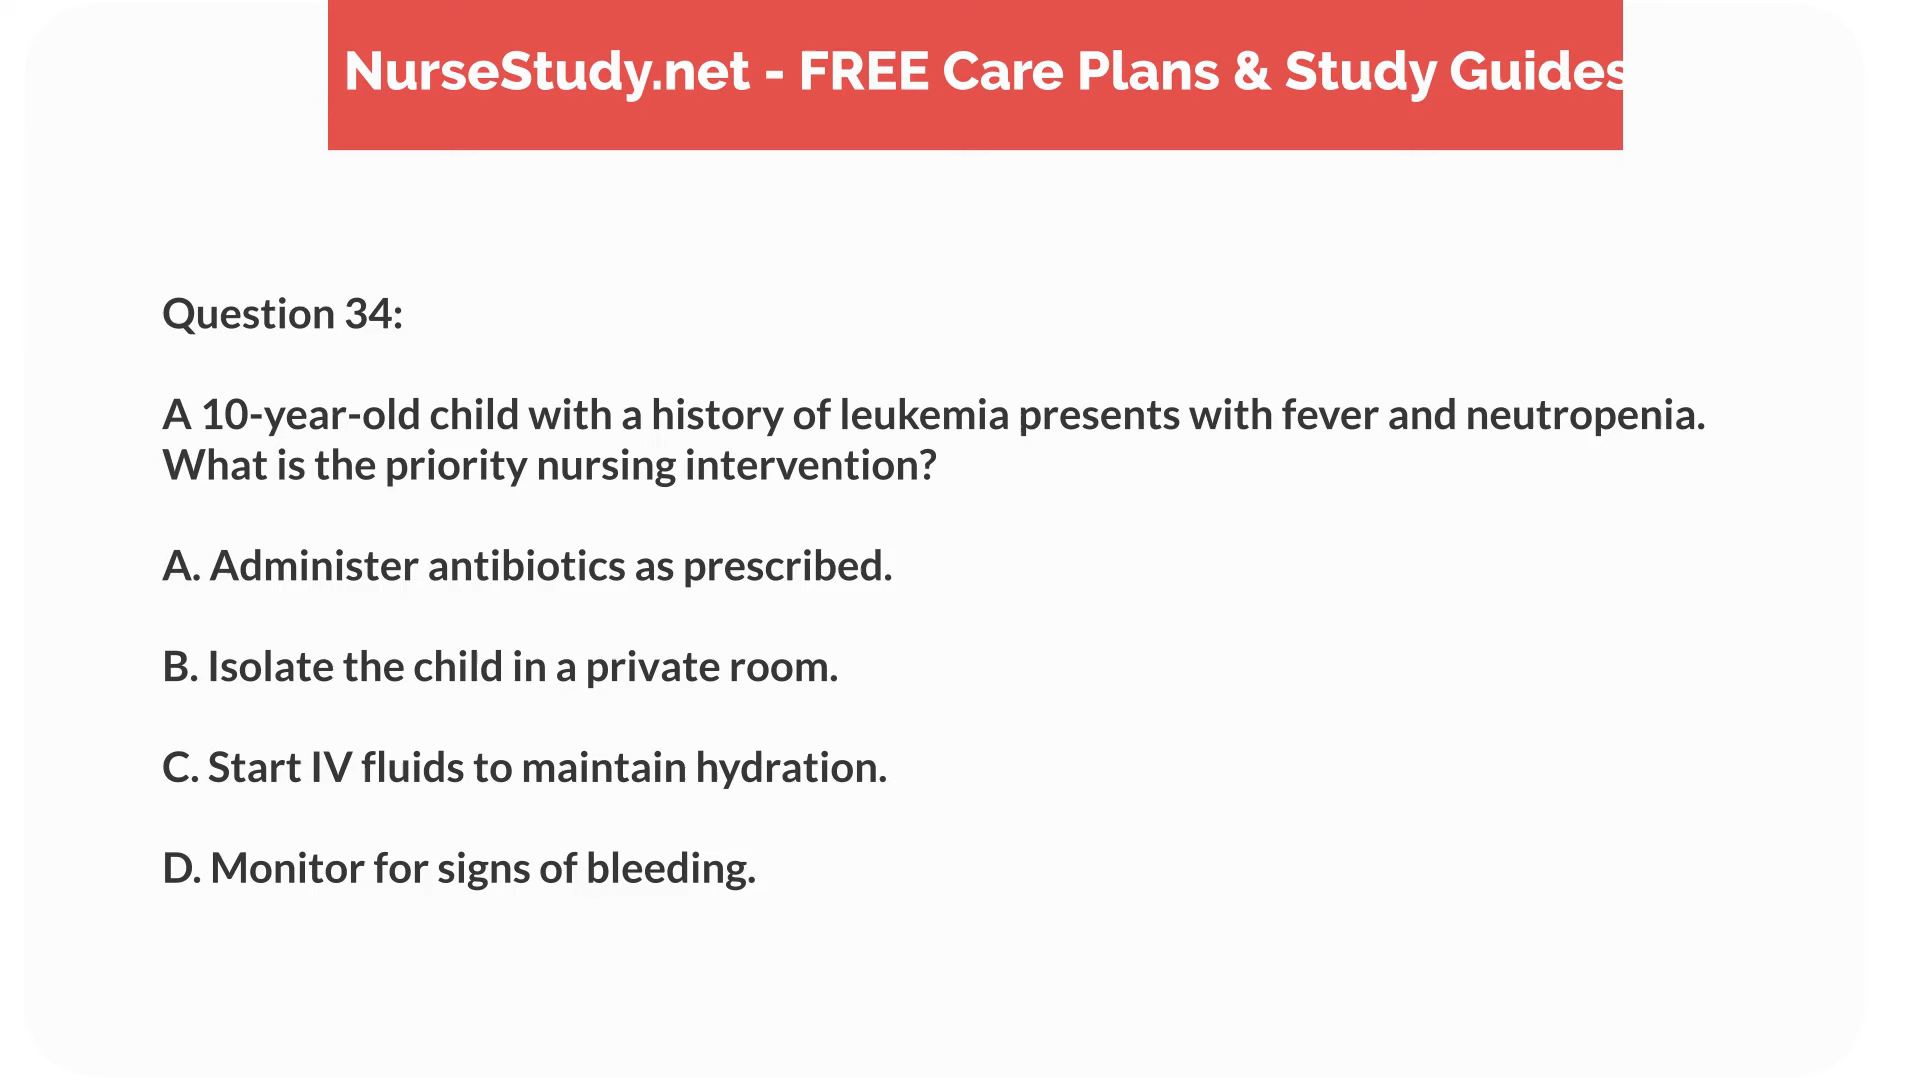 NurseStudy.net - FREE Care Plans & Study Guides
Question 34:
A 10-year-old child with a history of leukemia presents with fever and neutropenia.
What is the priority nursing intervention?
A. Administer antibiotics as prescribed.
B. Isolate the child in a private room.
C. Start IV fluids to maintain hydration.
D. Monitor for signs of bleeding.